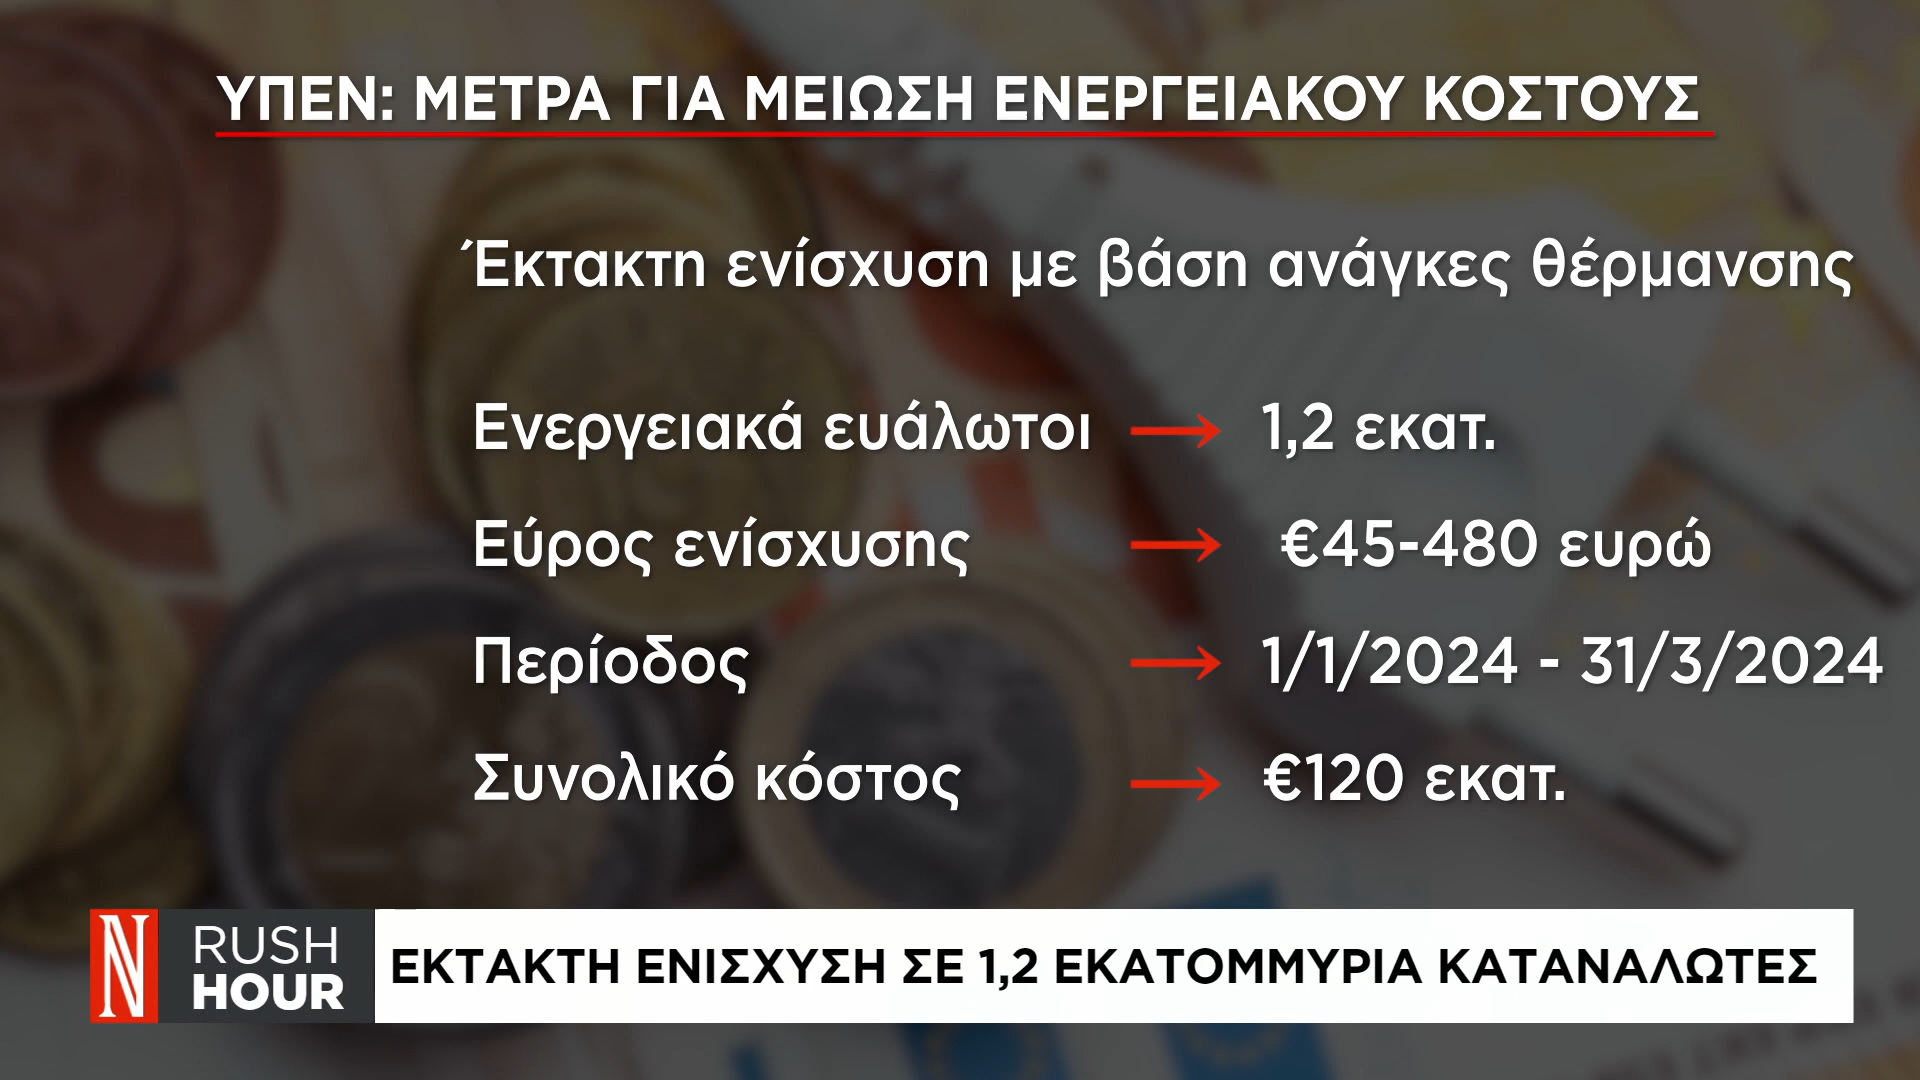 ΥΠΕΝ: ΜΕΤΡΑ ΓΙΑ ΜΕΙΩΣΗ ΕΝΕΡΓΕΙΑΚΟΥ ΚΟΣΤΟΥΣ
Έκτακτη ενίσχυση με βάση ανάγκες θέρμανσης
Ενεργειακά ευάλωτοι → 1,2 εκατ.
Εύρος ενίσχυσης → €45-480 ευρώ
Περίοδος → 1/1/2024 - 31/3/2024
Συνολικό κόστος → €120 εκατ.
N RUSH HOUR
ΕΚΤΑΚΤΗ ΕΝΙΣΧΥΣΗ ΣΕ 1,2 ΕΚΑΤΟΜΜΥΡΙΑ ΚΑΤΑΝΑΛΩΤΕΣ